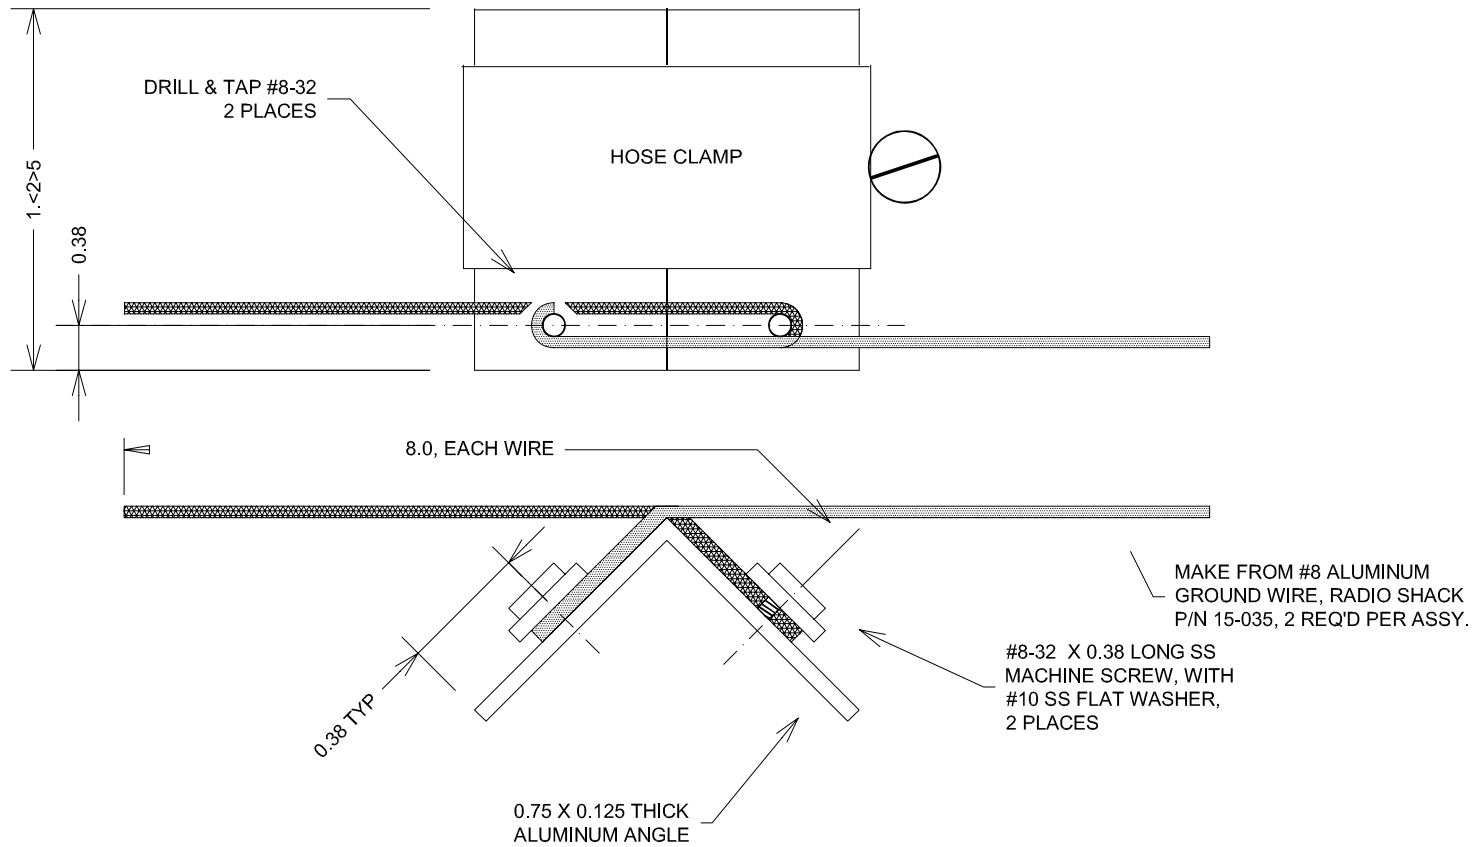 DRILL & TAP #8-32
2 PLACES
HOSE CLAMP
1.<2>5
0.38
8.0, EACH WIRE
MAKE FROM #8 ALUMINUM
GROUND WIRE, RADIO SHACK
P/N 15-035, 2 REQ'D PER ASSY.
#8-32 X 0.38 LONG SS
MACHINE SCREW, WITH
#10 SS FLAT WASHER,
2 PLACES
0.38 TYP
0.75 X 0.125 THICK
ALUMINUM ANGLE